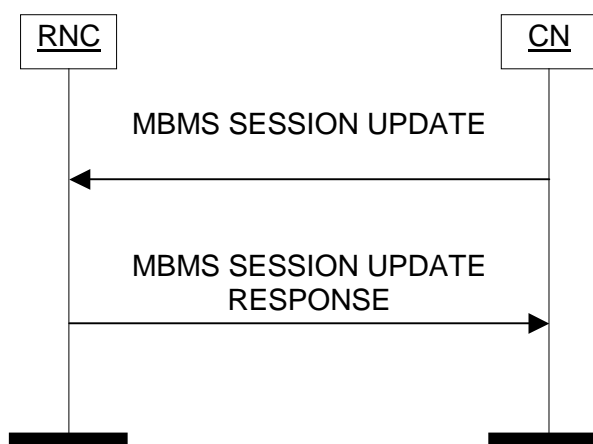 RNC
CN
MBMS SESSION UPDATE
MBMS SESSION UPDATE
RESPONSE